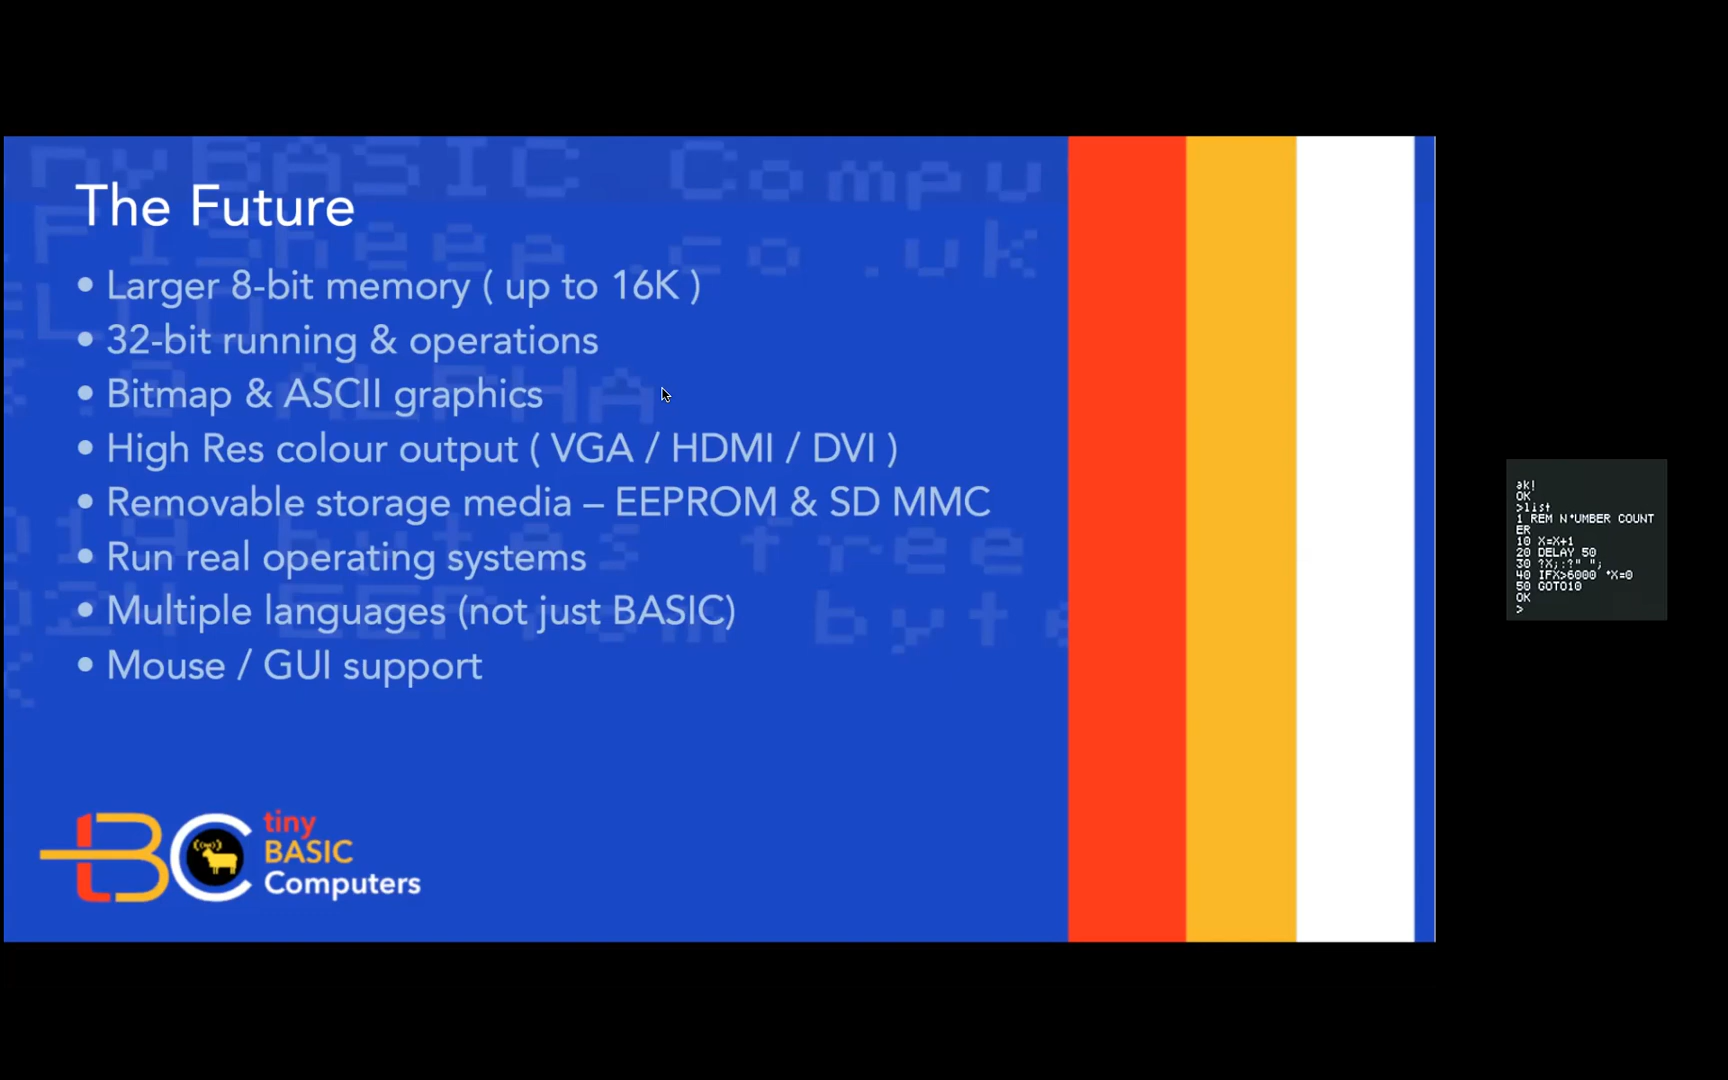 The Future
• Larger 8-bit memory ( up to 16K )
• 32-bit running & operations
• Bitmap & ASCII graphics
• High Res colour output ( VGA / HDMI / DVI )
• Removable storage media – EEPROM & SD MMC
• Run real operating systems
• Multiple languages (not just BASIC)
• Mouse / GUI support
tBC
tiny
BASIC
Computers
OK
>list
1 REM N*UMBER COUNT
ER
10 X=X+1
20 DELAY 50
30 ?X;:?" ";
40 IFX>6000 *X=0
50 GOTO10
OK
>